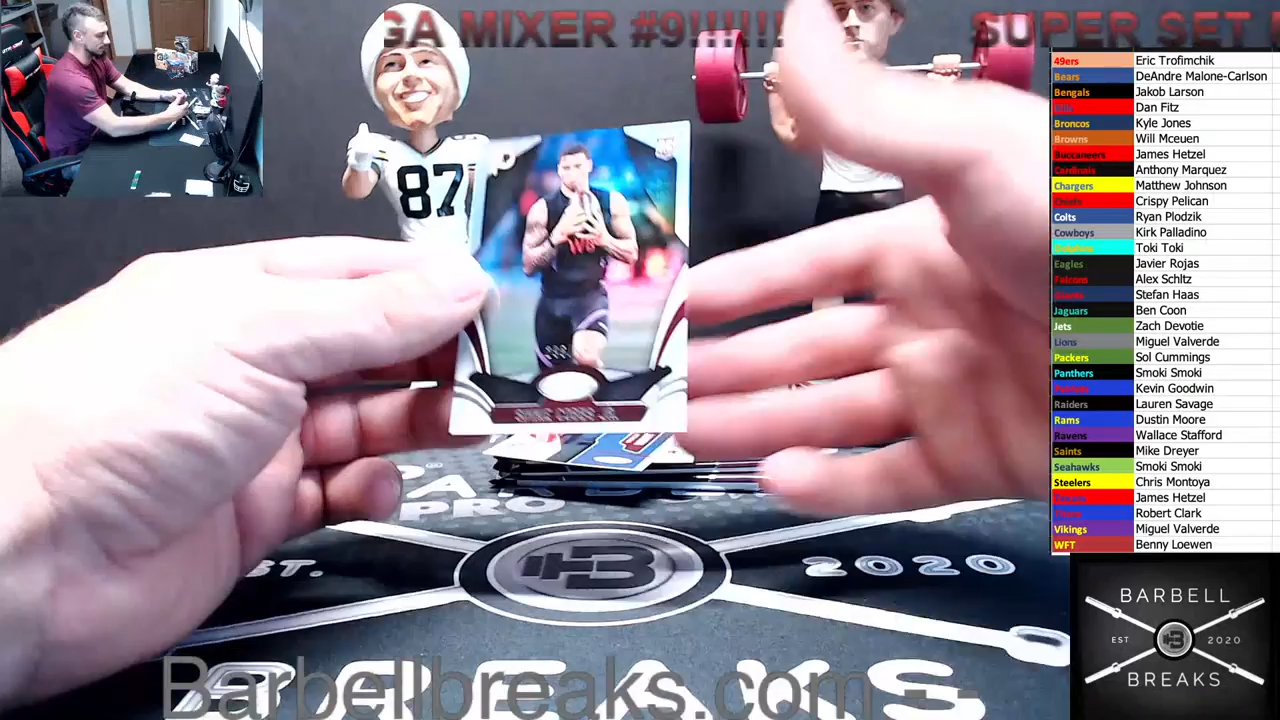 GA MIXER #9!!!!!!
SUPER SET
49ers Eric Trofimchik
Bears DeAndre Malone-Carlson
Bengals Jakob Larson
Bills Dan Fitz
Broncos Kyle Jones
Browns Will Mceuen
Buccaneers James Hetzel
Cardinals Anthony Marquez
Chargers Matthew Johnson
Chiefs Crispy Pelican
Colts Ryan Plodzik
Cowboys Kirk Palladino
Dolphins Toki Toki
Eagles Javier Rojas
Falcons Alex Schltz
Giants Stefan Haas
Jaguars Ben Coon
Jets Zach Devotie
Lions Miguel Valverde
Packers Sol Cummings
Panthers Smoki Smoki
Patriots Kevin Goodwin
Raiders Lauren Savage
Rams Dustin Moore
Ravens Wallace Stafford
Saints Mike Dreyer
Seahawks Smoki Smoki
Steelers Chris Montoya
Texans James Hetzel
Titans Robert Clark
Vikings Miguel Valverde
WFT Benny Loewen
87
PRO
2020
B
Barbellbreaks.com - -
BREAKS
BARBELL
EST 2020
BREAKS